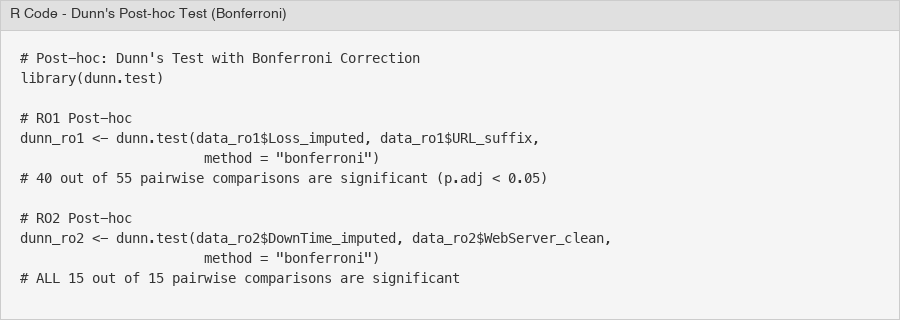 R Code - Dunn's Post-hoc Test (Bonferroni)
# Post-hoc: Dunn's Test with Bonferroni Correction
library(dunn.test)
# RO1 Post-hoc
dunn_ro1 <- dunn.test(data_ro1$Loss_imputed, data_ro1$URL_suffix,
method = "bonferroni")
# 40 out of 55 pairwise comparisons are significant (p.adj < 0.05)
# RO2 Post-hoc
dunn_ro2 <- dunn.test(data_ro2$DownTime_imputed, data_ro2$WebServer_clean,
method = "bonferroni")
# ALL 15 out of 15 pairwise comparisons are significant